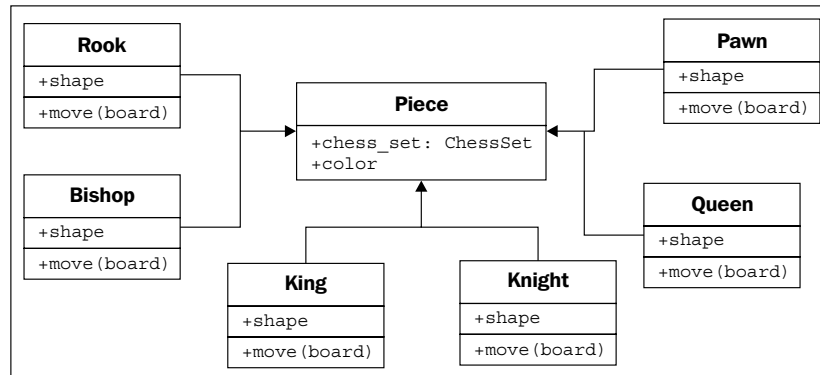 Rook
+shape
+move(board)
Bishop
+shape
+move(board)
Piece
+chess_set: ChessSet
+color
King
+shape
+move(board)
Knight
+shape
+move(board)
Pawn
+shape
+move(board)
Queen
+shape
+move(board)